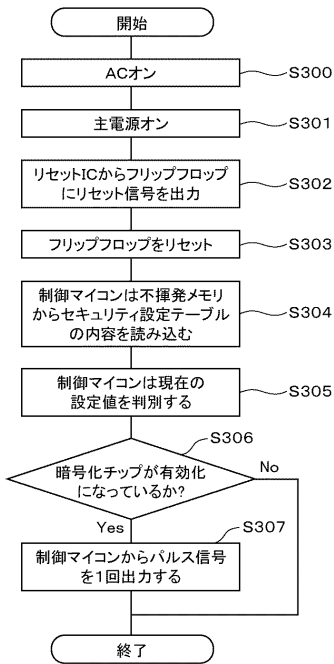 開始
ACオン
S300
主電源オン
S301
リセットICからフリップフロップ
にリセット信号を出力
S302
フリップフロップをリセット
S303
制御マイコンは不揮発メモリ
からセキュリティ設定テーブル
の内容を読み込む
S304
制御マイコンは現在の
設定値を判別する
S305
S306
暗号化チップが有効化
になっているか?
No
Yes
S307
制御マイコンからパルス信号
を1回出力する
終了